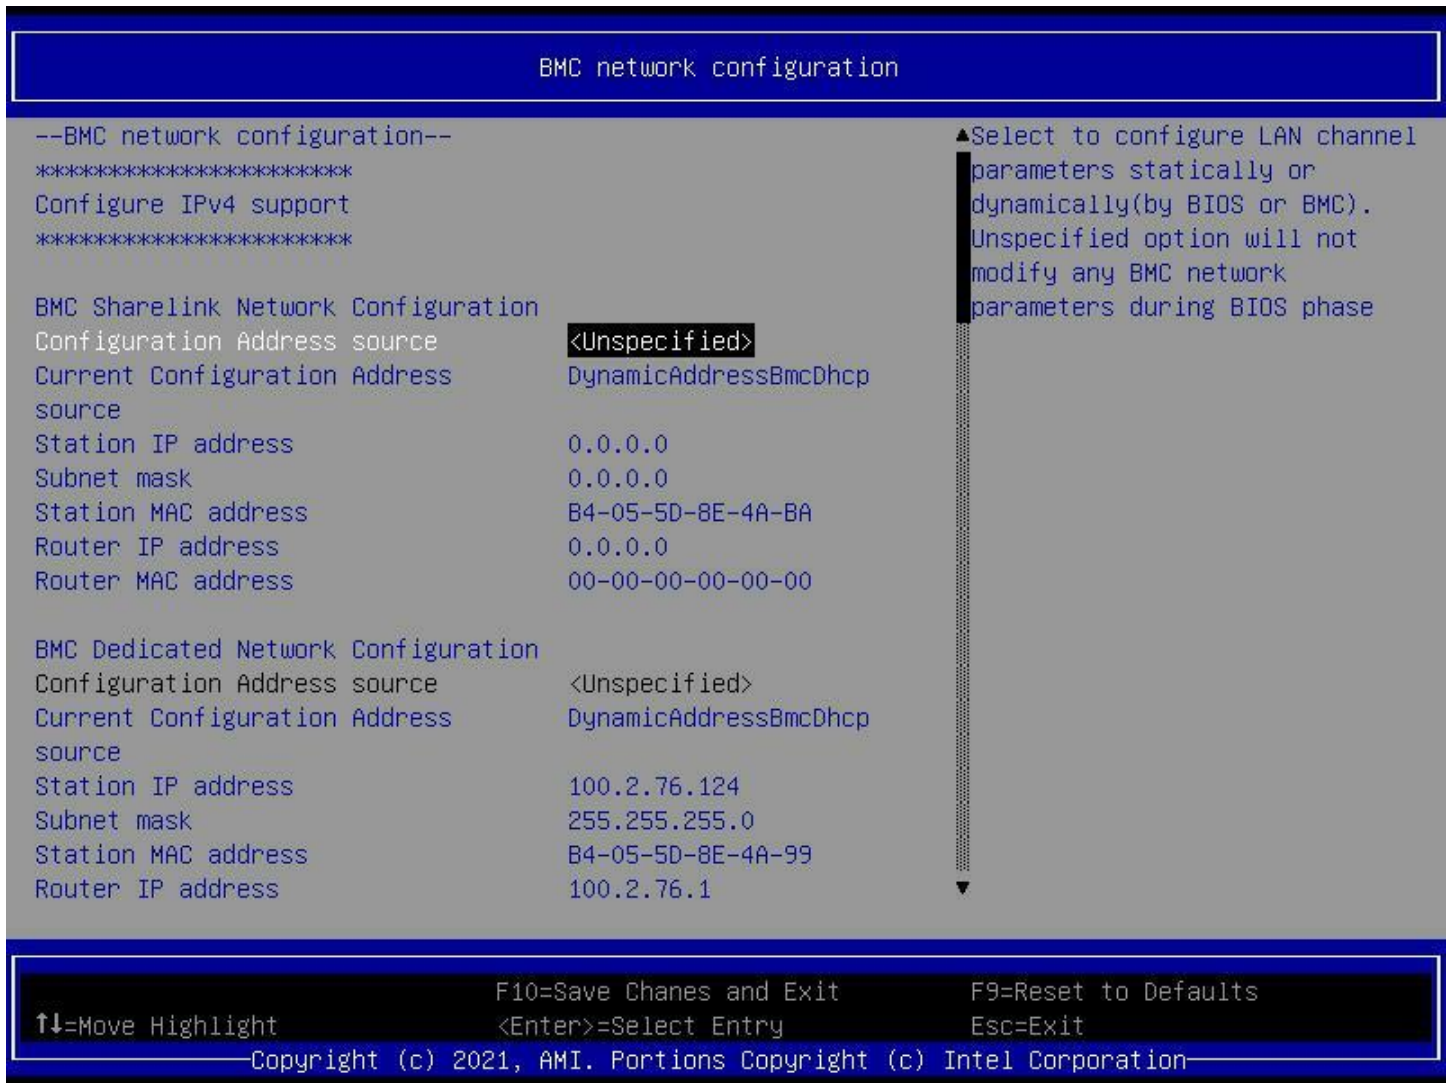 BMC network configuration
--BMC network configuration--
**********************
Configure IPv4 support
**********************
BMC Sharelink Network Configuration
Configuration Address source <Unspecified>
Current Configuration Address DynamicAddressBmcDhcp
source
Station IP address 0.0.0.0
Subnet mask 0.0.0.0
Station MAC address B4-05-5D-8E-4A-BA
Router IP address 0.0.0.0
Router MAC address 00-00-00-00-00-00
BMC Dedicated Network Configuration
Configuration Address source <Unspecified>
Current Configuration Address DynamicAddressBmcDhcp
source
Station IP address 100.2.76.124
Subnet mask 255.255.255.0
Station MAC address B4-05-5D-8E-4A-99
Router IP address 100.2.76.1
▲Select to configure LAN channel
parameters statically or
dynamically(by BIOS or BMC).
Unspecified option will not
modify any BMC network
parameters during BIOS phase
▼
F10=Save Chanes and Exit F9=Reset to Defaults
↑↓=Move Highlight <Enter>=Select Entry Esc=Exit
Copyright (c) 2021, AMI. Portions Copyright (c) Intel Corporation